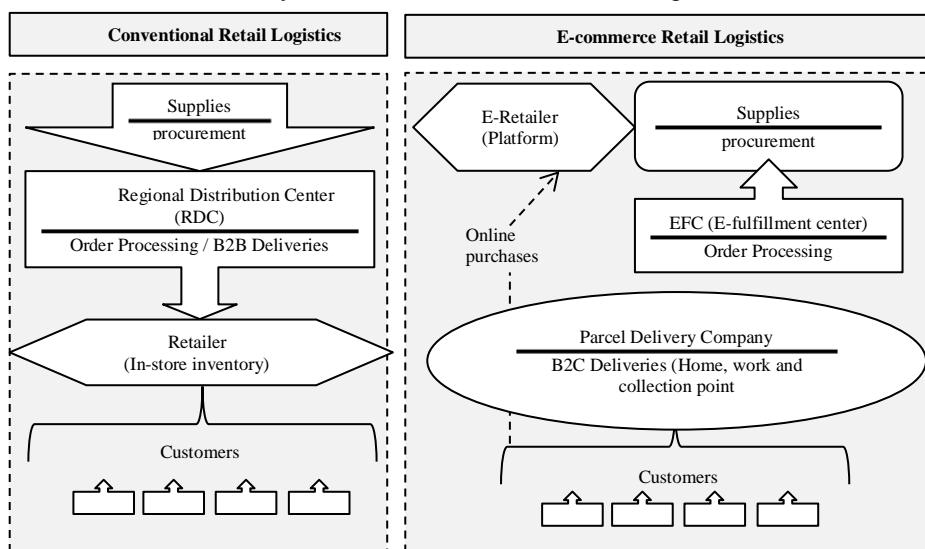 Conventional Retail Logistics
Supplies
procurement
Regional Distribution Center
(RDC)
Order Processing / B2B Deliveries
Retailer
(In-store inventory)
Customers
E-commerce Retail Logistics
E-Retailer
(Platform)
Supplies
procurement
EFC (E-fulfillment center)
Order Processing
Online
purchases
Parcel Delivery Company
B2C Deliveries (Home, work and
collection point
Customers